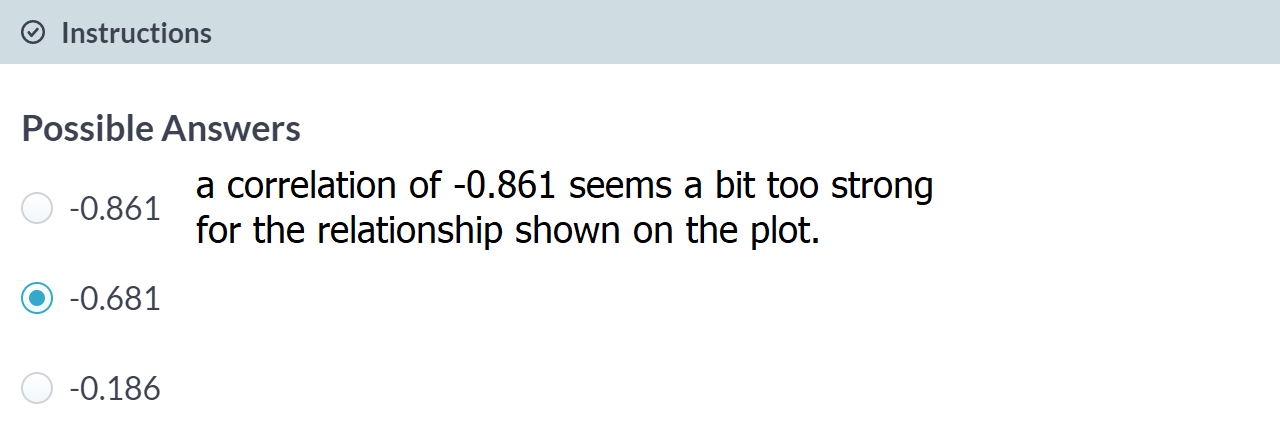 Instructions
Possible Answers
-0.861
a correlation of -0.861 seems a bit too strong
for the relationship shown on the plot.
-0.681
-0.186